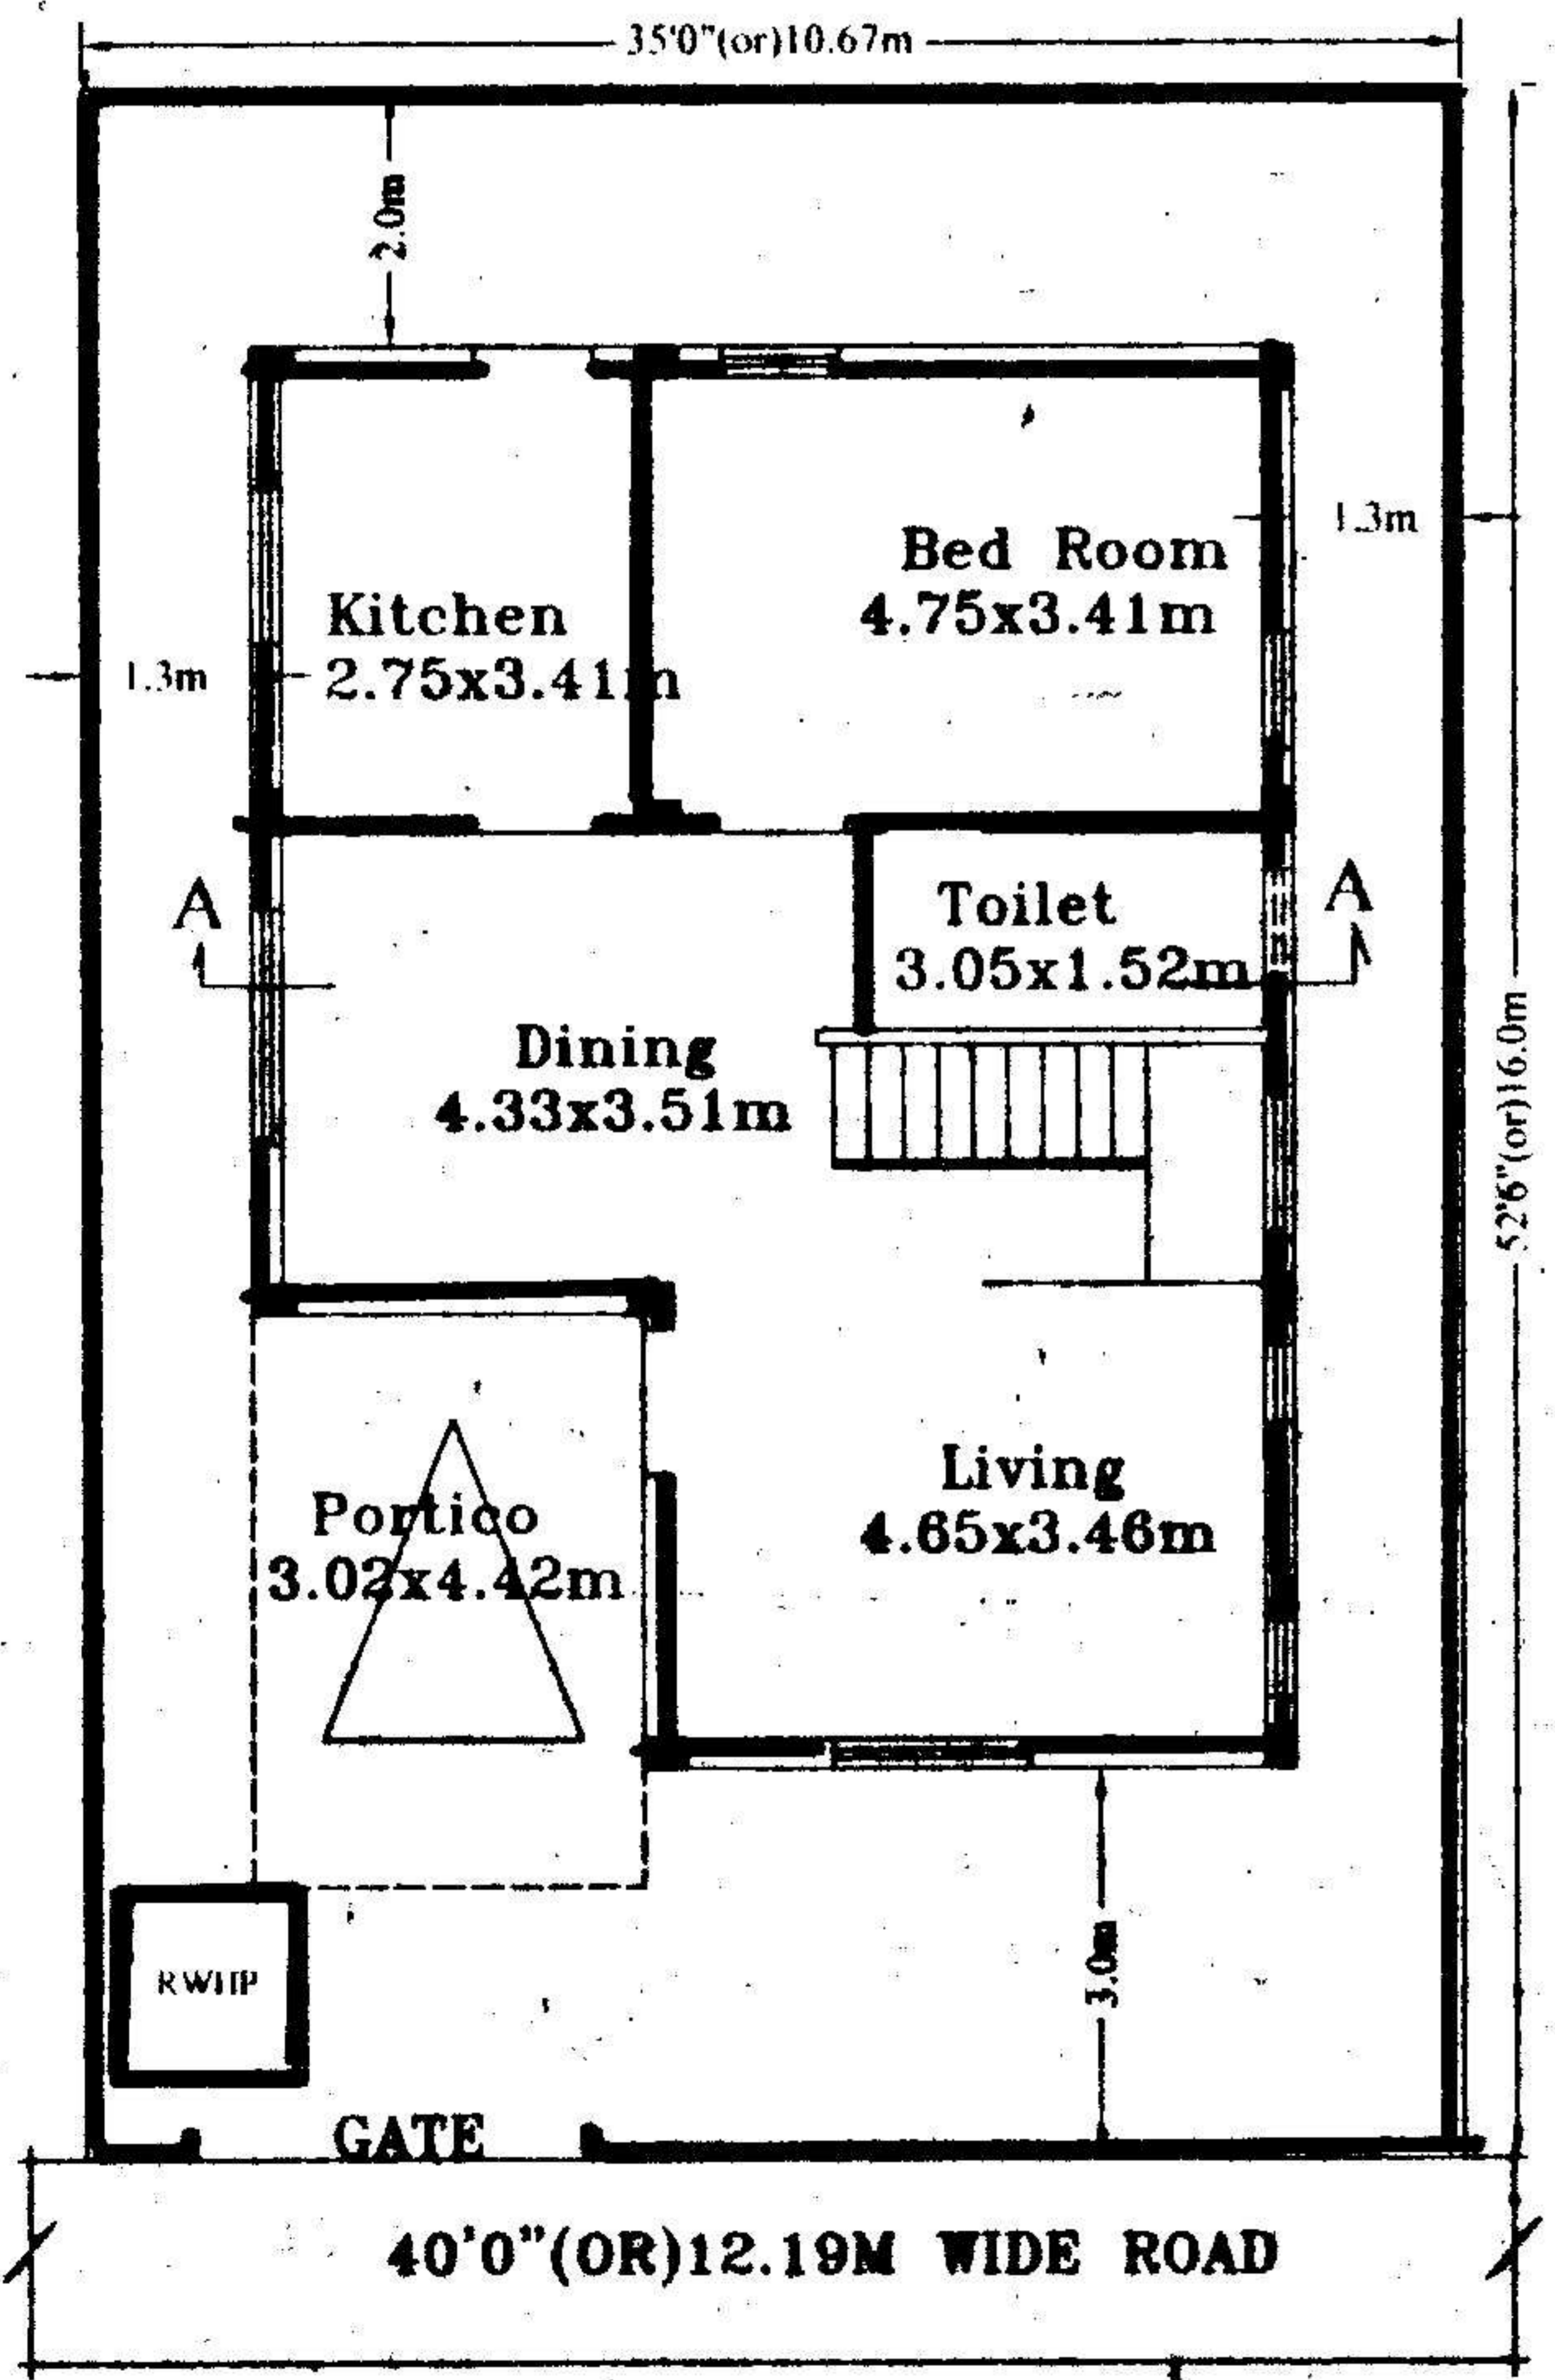 35'0"(or)10.67m
2.0m
Bed Room
4.75x3.41m
1.3m
Kitchen
2.75x3.41m
1.3m
A
A
Toilet
3.05x1.52m
Dining
4.33x3.51m
52'6"(or)16.0m
Living
4.65x3.46m
Portico
3.02x4.42m
3.0m
RWHP
GATE
40'0"(OR)12.19M WIDE ROAD